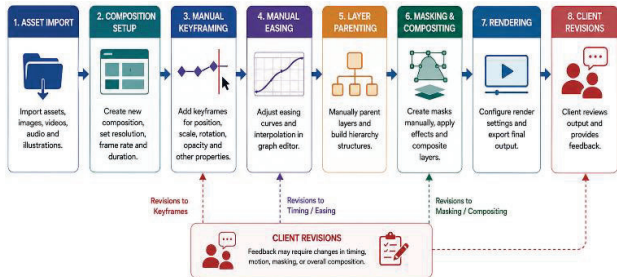 1. ASSET IMPORT
Import assets,
images, videos,
audio and
illustrations.
2. COMPOSITION
SETUP
Create new
composition,
set resolution,
frame rate and
duration.
3. MANUAL
KEYFRAMING
Add keyframes
for position,
scale, rotation,
opacity and
other properties.
4. MANUAL
EASING
Adjust easing
curves and
interpolation in
graph editor.
5. LAYER
PARENTING
Manually parent
layers and
build hierarchy
structures.
6. MASKING &
COMPOSITING
Create masks
manually, apply
effects and
composite layers.
7. RENDERING
Configure render
settings and
export final
output.
8. CLIENT
REVISIONS
Client reviews
output and
provides
feedback.
Revisions to
Keyframes
Revisions to
Timing / Easing
Revisions to
Masking / Compositing
CLIENT REVISIONS
Feedback may require changes in timing,
motion, masking, or overall composition.